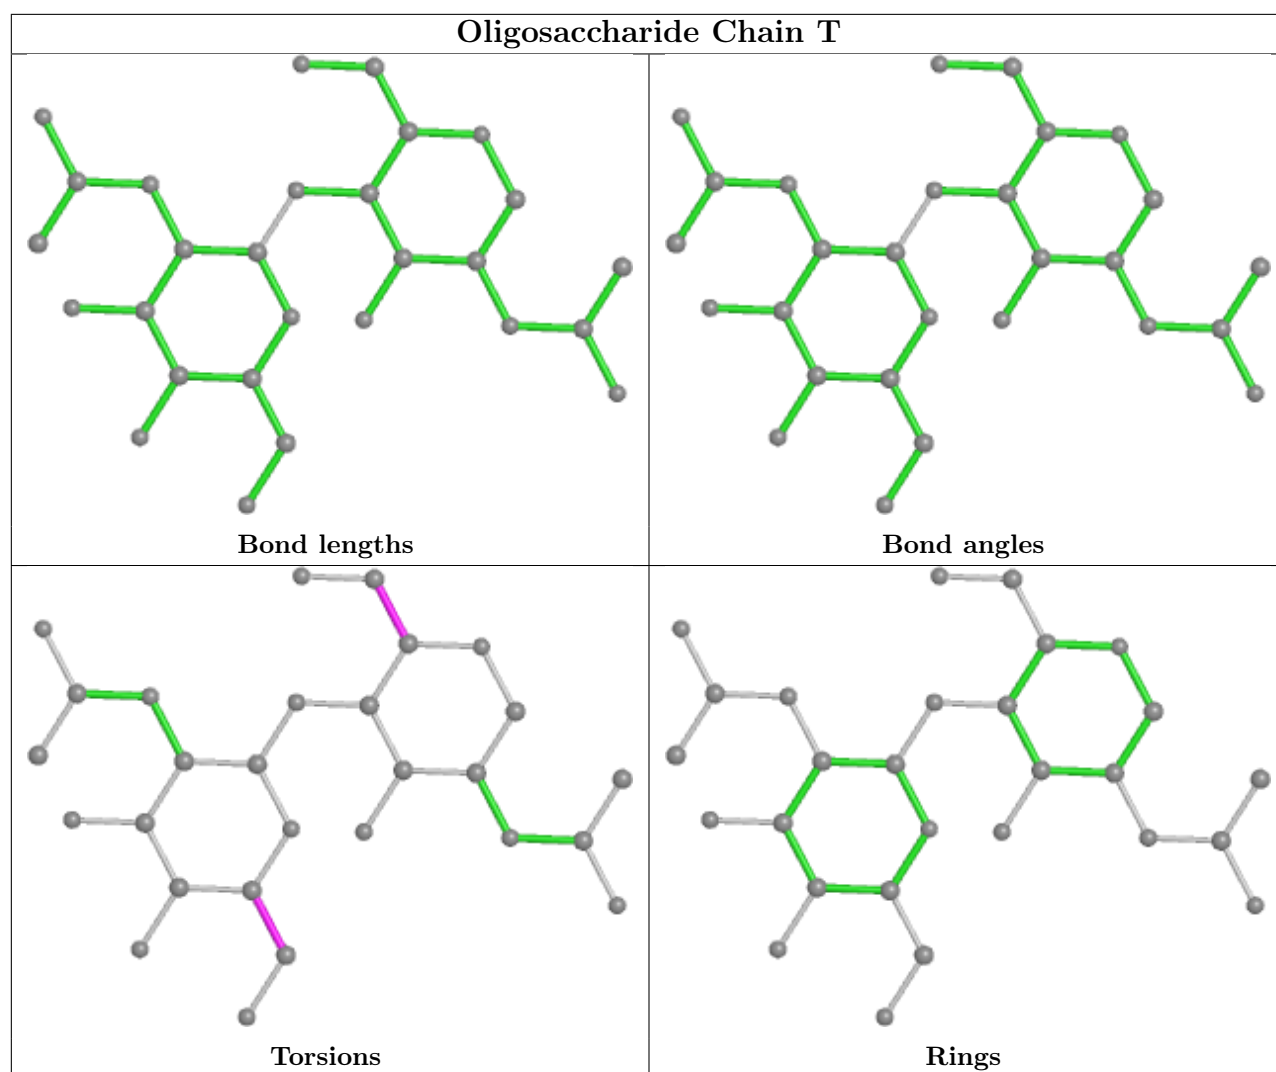 Oligosaccharide Chain T
Bond lengths
Bond angles
Torsions
Rings